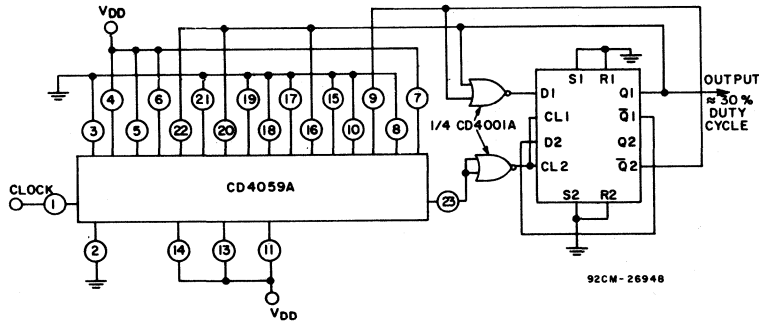 VDD
4 6 22 21 20 19 18 17 16 15 10 9 8 7
3 5
S1 R1
D1 Q1
OUTPUT
≈ 30 %
DUTY
CYCLE
1/4 CD4001A
CL1 Q̅1
D2 Q2
CL2 Q̅2
S2 R2
CLOCK
1
CD4059A
23
2 14 13 11
VDD
92CM-26948